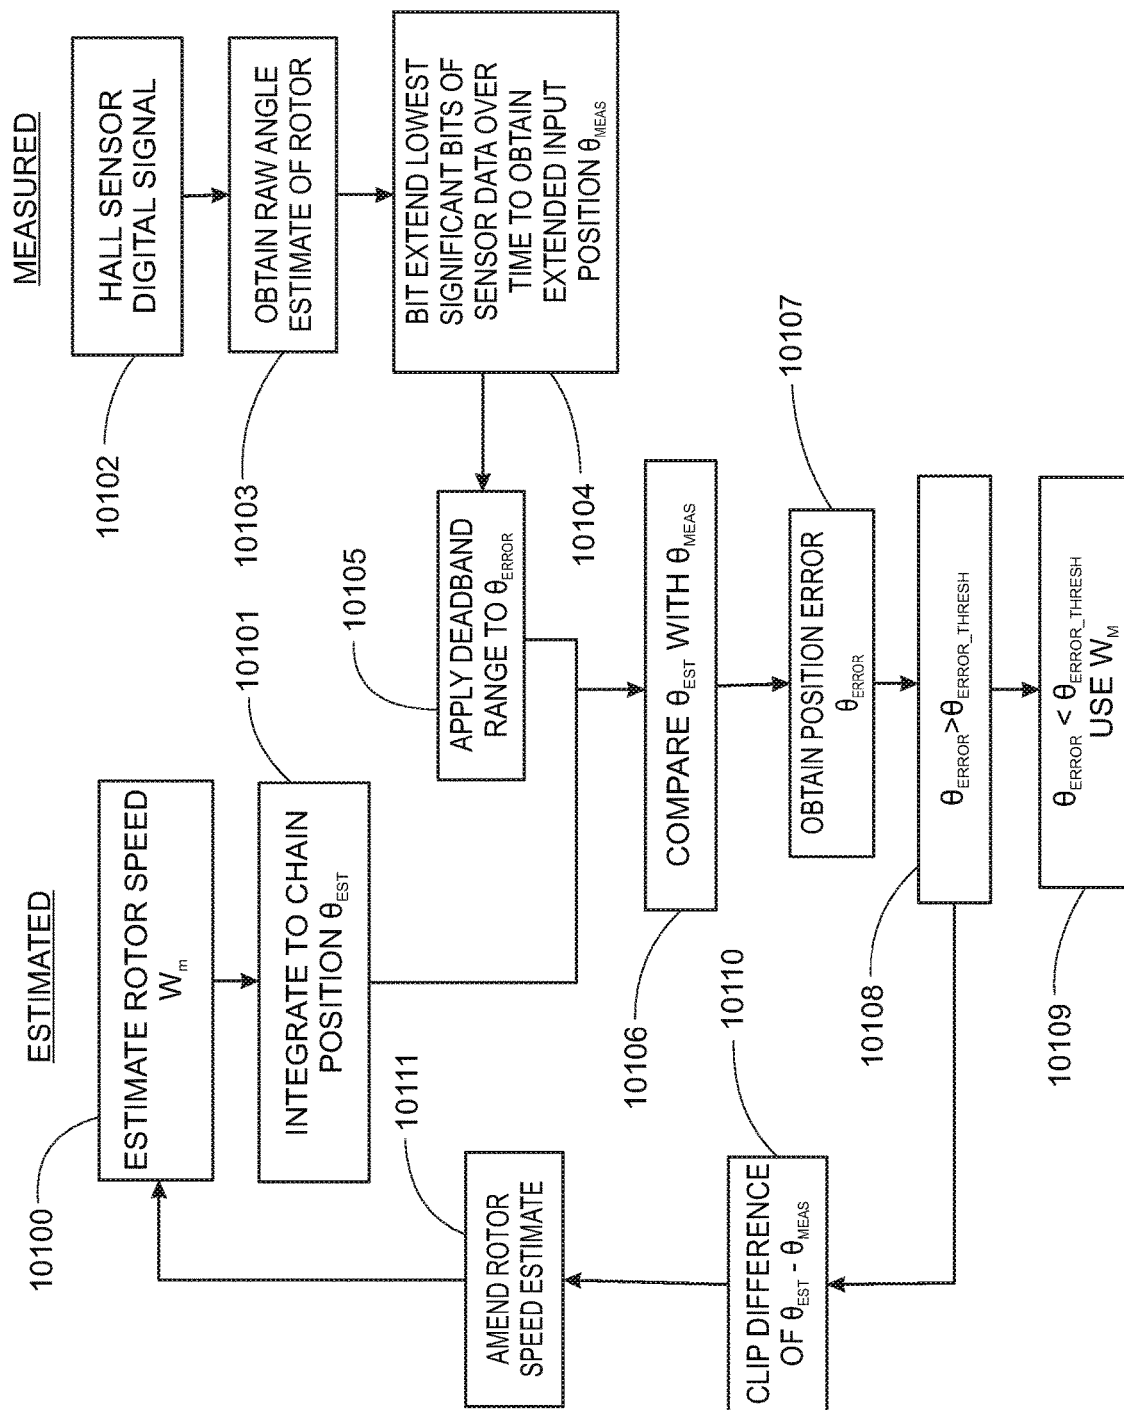 ESTIMATED
MEASURED
10100
ESTIMATE ROTOR SPEED
Wm
10101
INTEGRATE TO CHAIN
POSITION θEST
10102
HALL SENSOR
DIGITAL SIGNAL
10103
OBTAIN RAW ANGLE
ESTIMATE OF ROTOR
BIT EXTEND LOWEST
SIGNIFICANT BITS OF
SENSOR DATA OVER
TIME TO OBTAIN
EXTENDED INPUT
POSITION θMEAS
10104
10105
APPLY DEADBAND
RANGE TO θERROR
10106
COMPARE θEST WITH θMEAS
10107
OBTAIN POSITION ERROR
θERROR
10108
θERROR>θERROR_THRESH
10109
θERROR < θERROR_THRESH
USE WM
10110
CLIP DIFFERENCE
OF θEST - θMEAS
10111
AMEND ROTOR
SPEED ESTIMATE